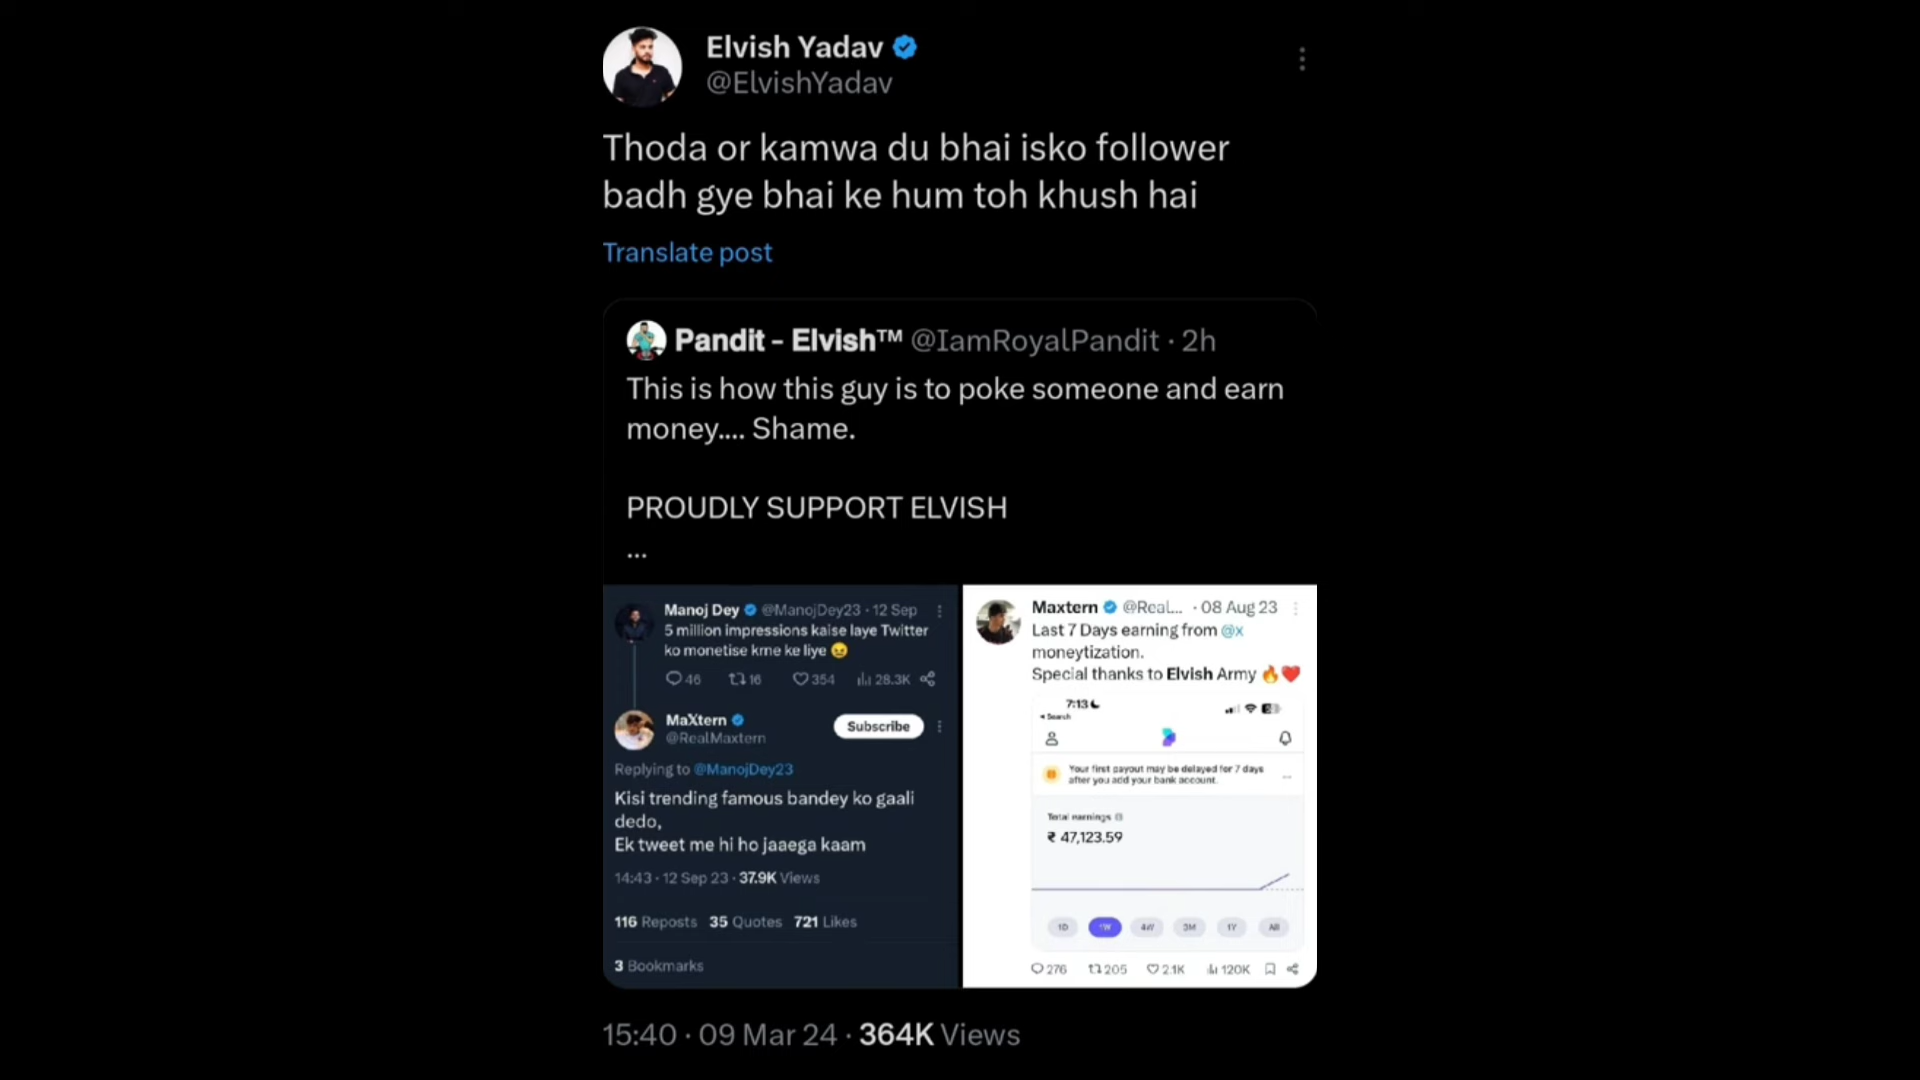 Elvish Yadav
@ElvishYadav
Thoda or kamwa du bhai isko follower
badh gye bhai ke hum toh khush hai
Translate post
Pandit - Elvish™ @IamRoyalPandit · 2h
This is how this guy is to poke someone and earn
money.... Shame.
PROUDLY SUPPORT ELVISH
...
Manoj Dey @ManojDey23 · 12 Sep
5 million impressions kaise laye Twitter
ko monetise krne ke liye 😖
46 16 354 28.3K
MaXtern
@RealMaxtern
Subscribe
Replying to @ManojDey23
Kisi trending famous bandey ko gaali
dedo,
Ek tweet me hi ho jaaega kaam
14:43 · 12 Sep 23 · 37.9K Views
116 Reposts 35 Quotes 721 Likes
3 Bookmarks
Maxtern @Real... · 08 Aug 23
Last 7 Days earning from @x
moneytization.
Special thanks to Elvish Army 🔥❤️
7:13
Search
Your first payout may be delayed for 7 days
after you add your bank account.
...
Total earnings
₹ 47,123.59
1D 1W 4W 3M 1Y All
276 205 2.1K 120K
15:40 · 09 Mar 24 · 364K Views